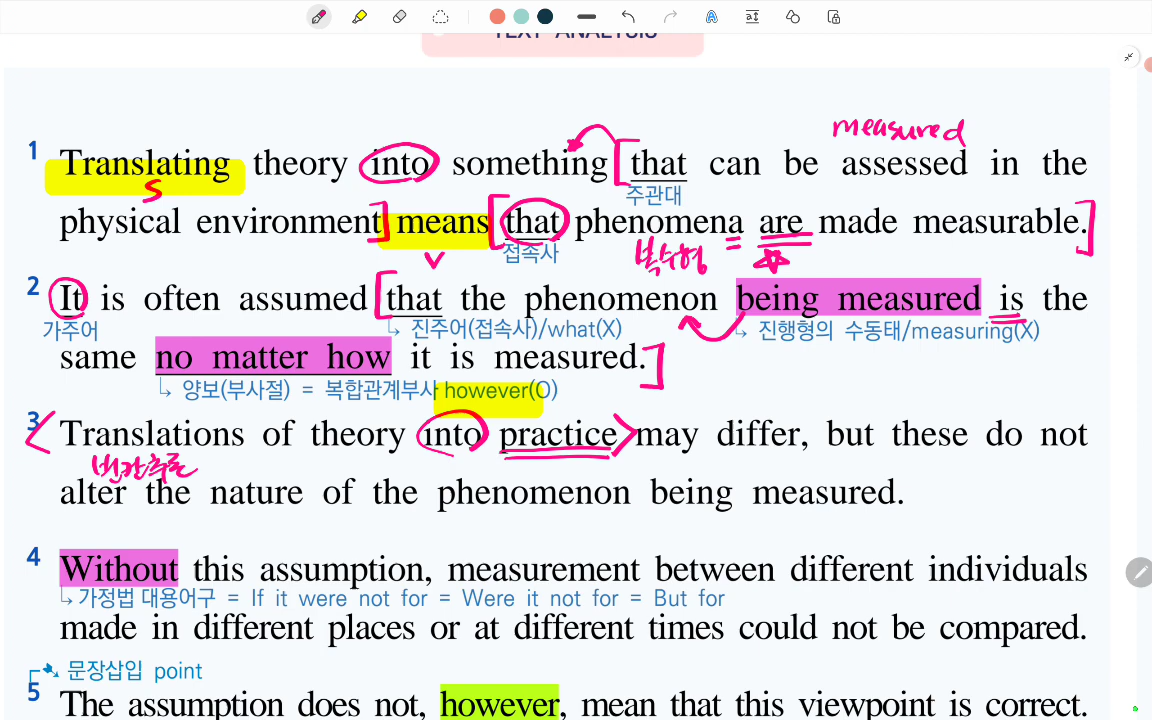 TEXT ANALYSIS
measured
1 Translating theory into something that can be assessed in the
S
주관대
physical environment means that phenomena are made measurable.
V
접속사
복수형
2 It is often assumed that the phenomenon being measured is the
가주어
↳ 진주어(접속사)/what(X)
↳ 진행형의 수동태/measuring(X)
same no matter how it is measured.
↳ 양보(부사절) = 복합관계부사 however(O)
3 Translations of theory into practice may differ, but these do not
alter the nature of the phenomenon being measured.
4 Without this assumption, measurement between different individuals
↳ 가정법 대용어구 = If it were not for = Were it not for = But for
made in different places or at different times could not be compared.
문장삽입 point
5 The assumption does not, however, mean that this viewpoint is correct.